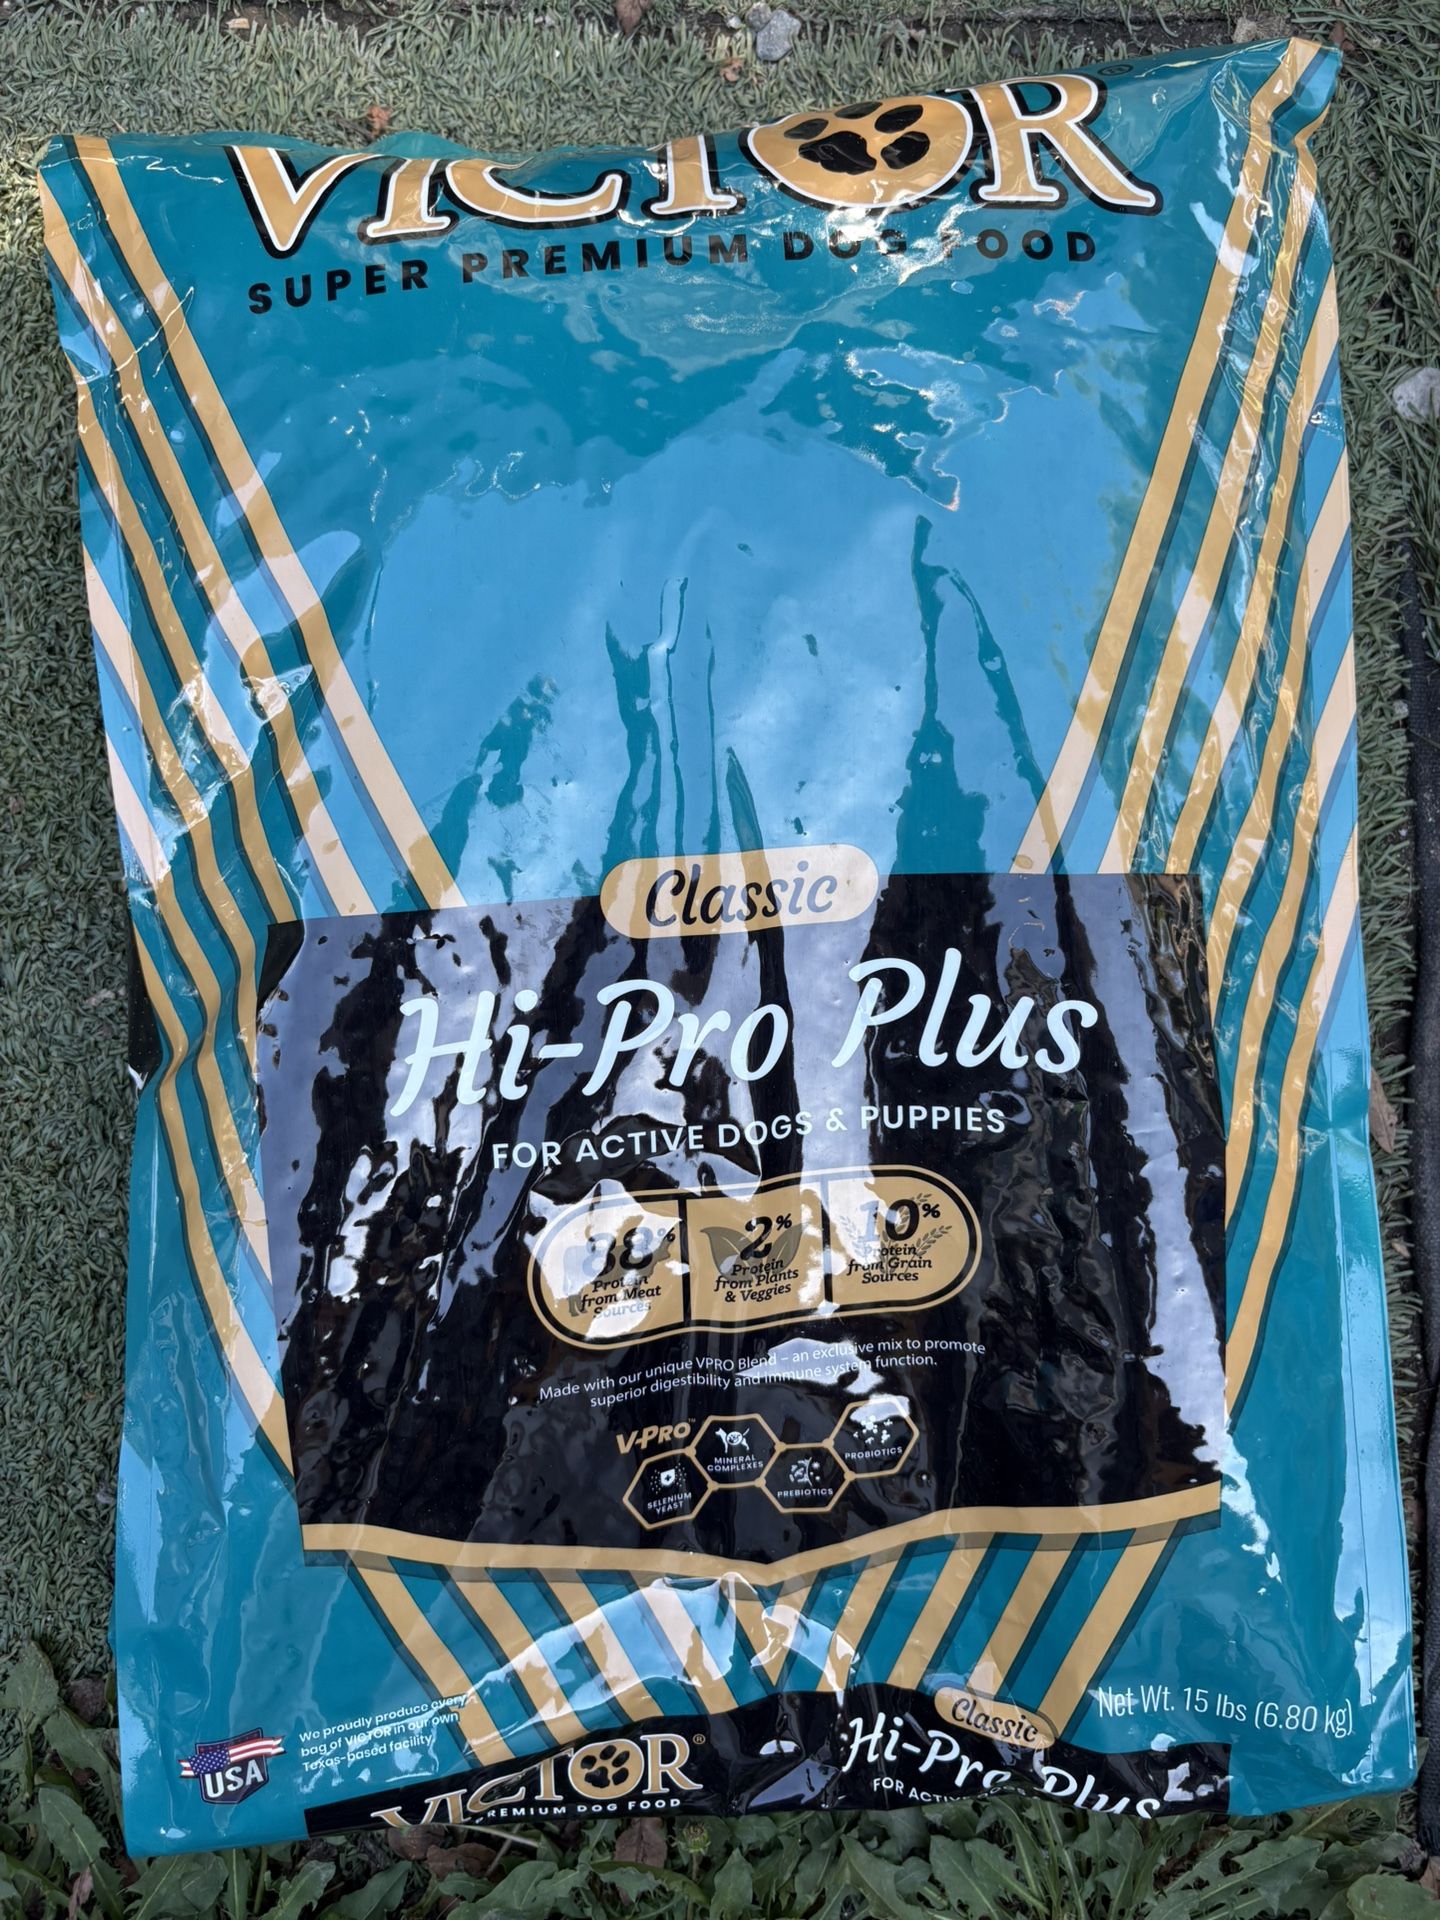 VICTOR®
SUPER PREMIUM DOG FOOD
Classic
Hi-Pro Plus
FOR ACTIVE DOGS & PUPPIES
88%
Protein
from Meat
Sources
2%
Protein
from Plants
& Veggies
10%
Protein
from Grain
Sources
Made with our unique VPRO Blend – an exclusive mix to promote
superior digestibility and immune system function.
V-PRO™
MINERAL
COMPLEXES
PROBIOTICS
SELENIUM
YEAST
PREBIOTICS
Net Wt. 15 lbs (6.80 kg)
USA
We proudly produce every
bag of VICTOR in our own
Texas-based facility.
VICTOR®
PREMIUM DOG FOOD
Classic
Hi-Pro Plus
FOR